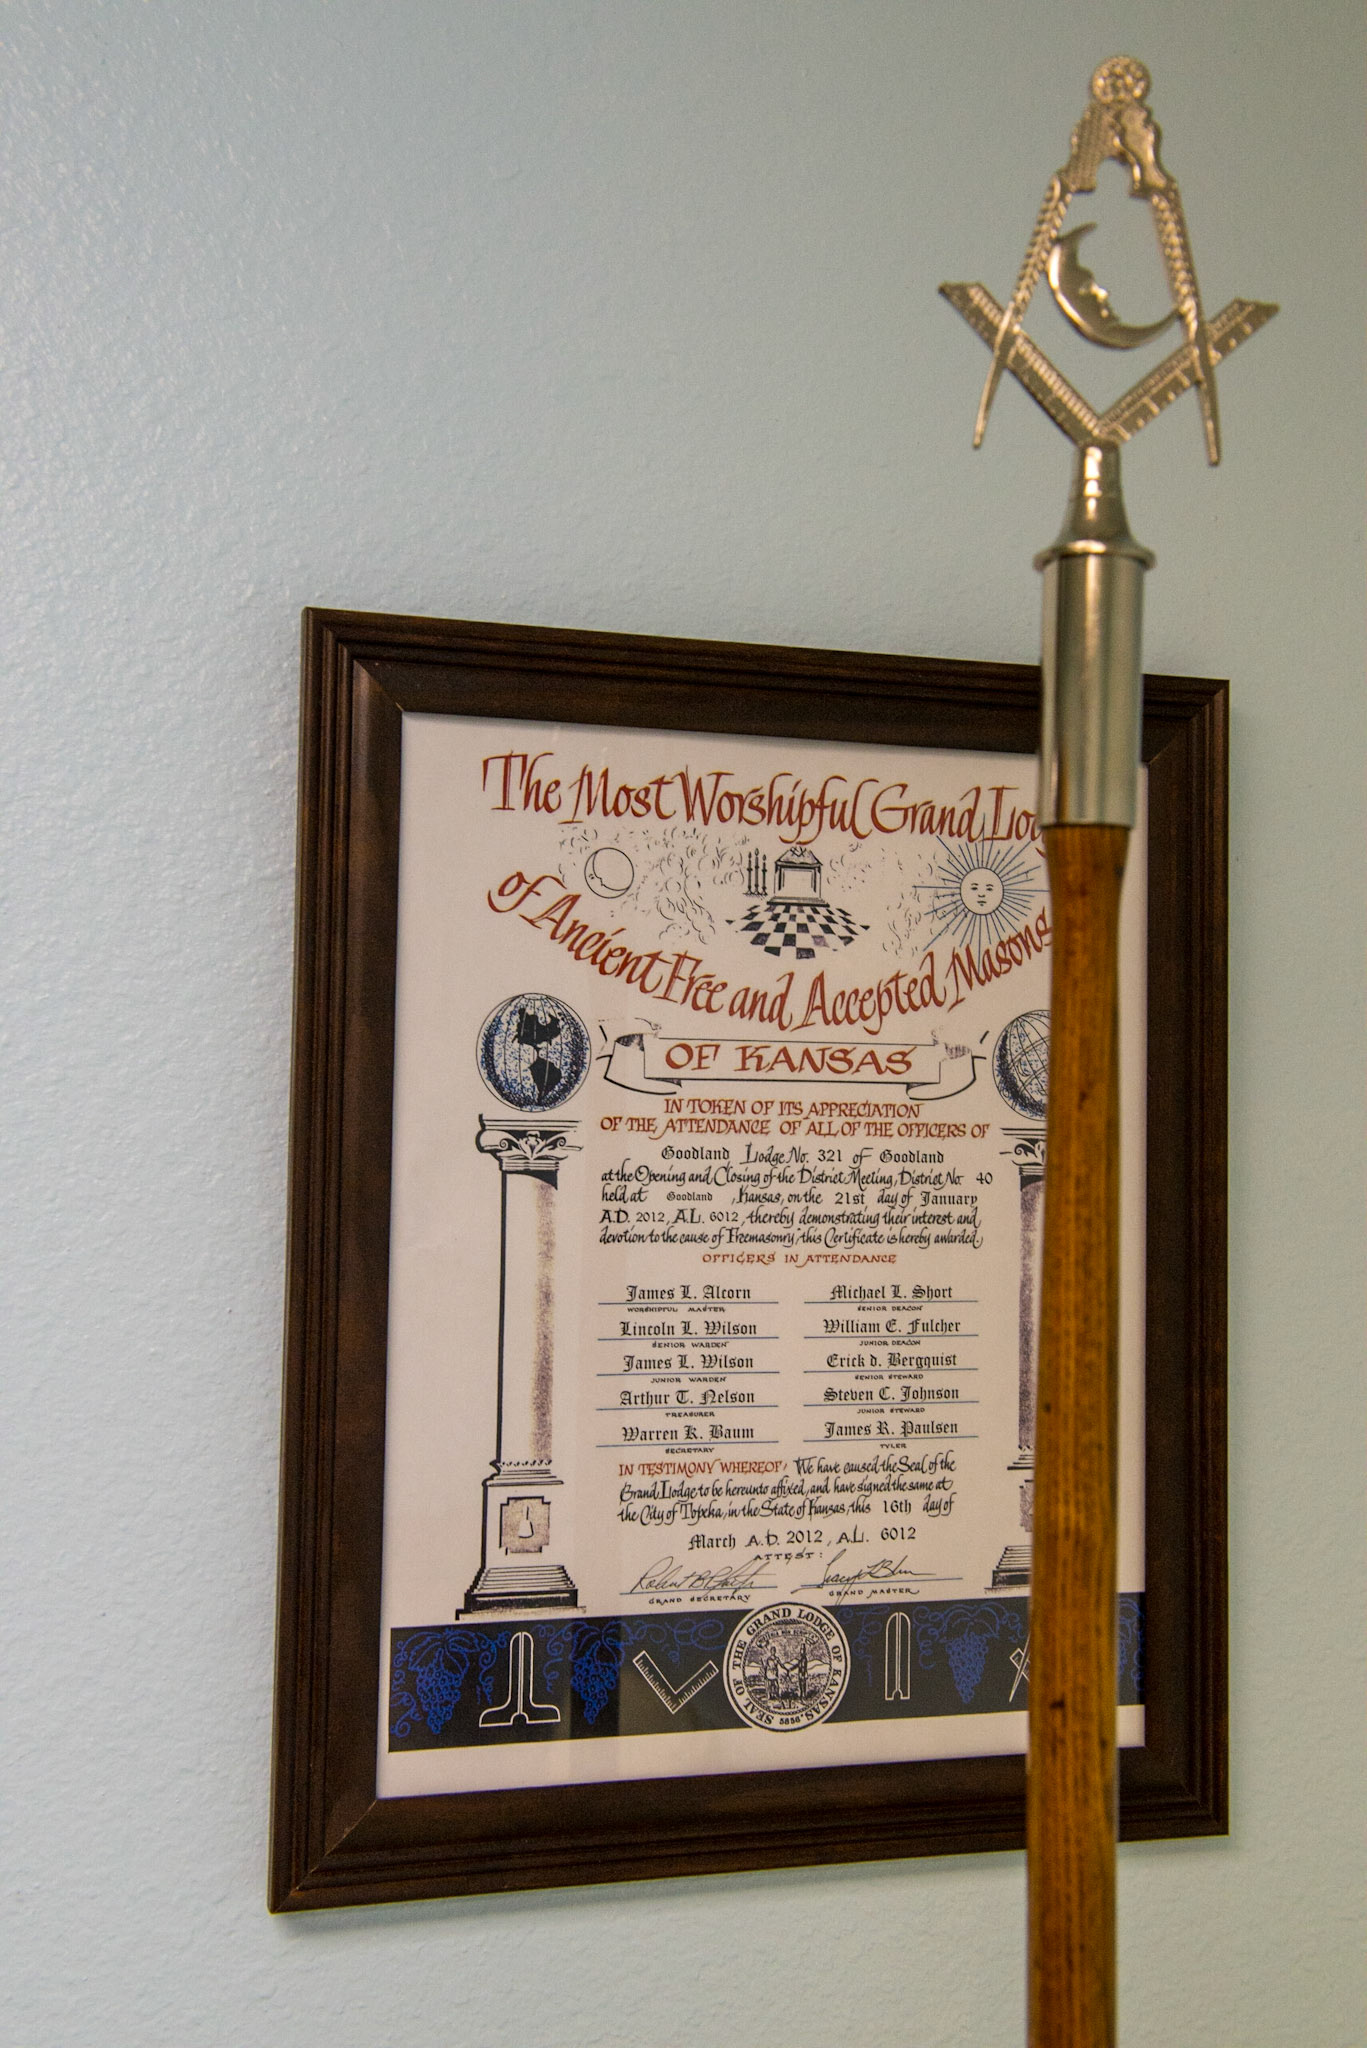 The Most Worshipful Grand
of Ancient Free and Accepted Masons
OF KANSAS
IN TOKEN OF ITS APPRECIATION
OF THE ATTENDANCE OF ALL OF THE OFFICERS OF
Goodland Lodge No. 321 of Goodland
at the Opening and Closing of the District Meeting, District No. 40
held at Goodland, Kansas, on the 21st day of January
A.D. 2012, A.L. 6012, thereby demonstrating their interest and
devotion to the cause of Freemasonry, this Certificate is hereby awarded.
OFFICERS IN ATTENDANCE
James L. Alcorn Michael L. Short
WORSHIPFUL MASTER SENIOR DEACON
Lincoln L. Wilson William E. Fulcher
SENIOR WARDEN JUNIOR DEACON
James L. Wilson Erick d. Bergquist
JUNIOR WARDEN SENIOR STEWARD
Arthur T. Nelson Steven C. Johnson
TREASURER JUNIOR STEWARD
Warren K. Baum James R. Paulsen
SECRETARY TYLER
IN TESTIMONY WHEREOF, We have caused the Seal of the
Grand Lodge to be hereunto affixed, and have signed the same at
the City of Topeka, in the State of Kansas, this 16th day of
March A.D. 2012, A.L. 6012
ATTEST:
GRAND SECRETARY GRAND MASTER
SEAL OF THE GRAND LODGE OF KANSAS.
5856